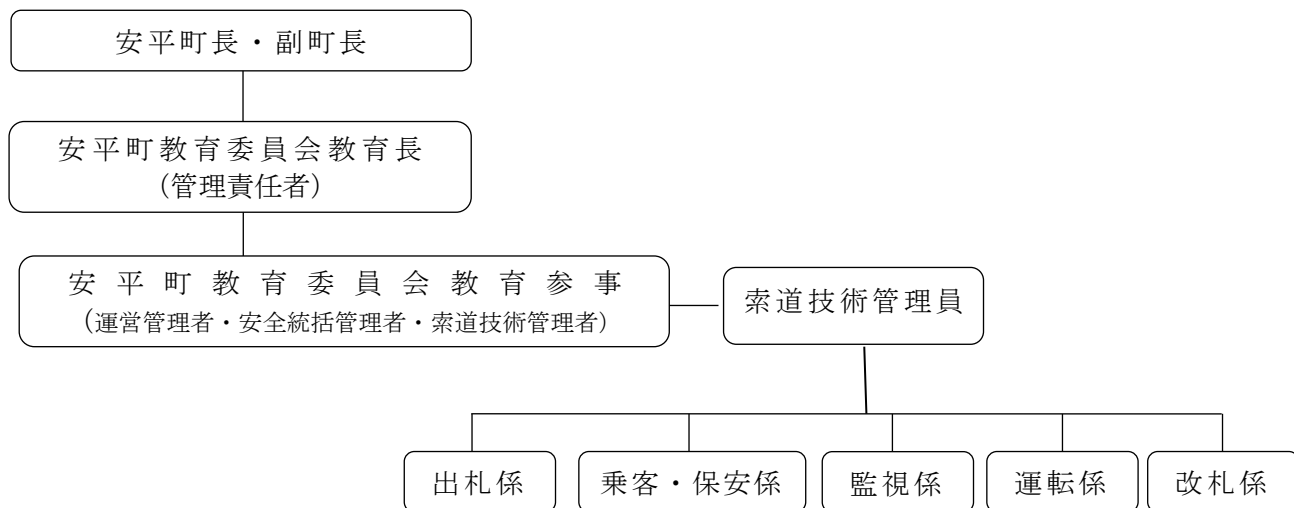 安平町長・副町長
安平町教育委員会教育長
（管理責任者）
安平町教育委員会教育参事
（運営管理者・安全統括管理者・索道技術管理者）
索道技術管理員
出札係
乗客・保安係
監視係
運転係
改札係